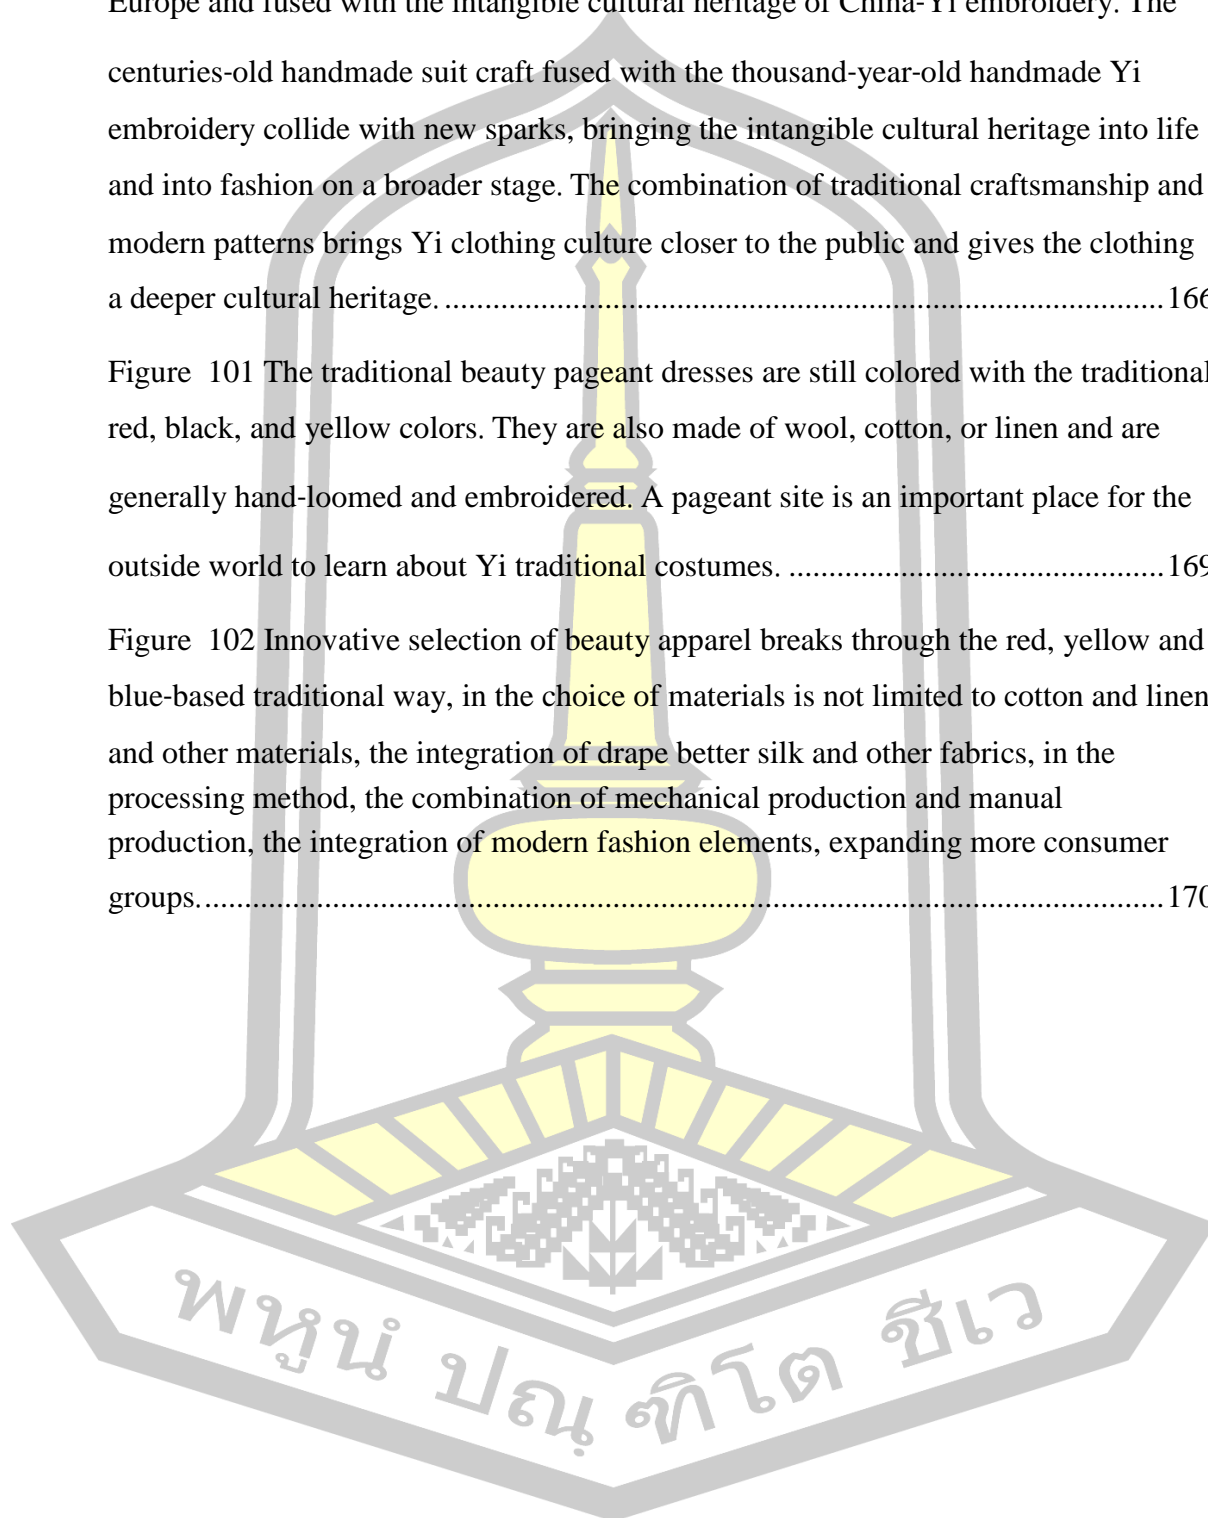 Europe and fused with the intangible cultural heritage of China-Yi embroidery. The
centuries-old handmade suit craft fused with the thousand-year-old handmade Yi
embroidery collide with new sparks, bringing the intangible cultural heritage into life
and into fashion on a broader stage. The combination of traditional craftsmanship and
modern patterns brings Yi clothing culture closer to the public and gives the clothing
a deeper cultural heritage. ........................................................................................... 166
Figure  101 The traditional beauty pageant dresses are still colored with the traditional
red, black, and yellow colors. They are also made of wool, cotton, or linen and are
generally hand-loomed and embroidered. A pageant site is an important place for the
outside world to learn about Yi traditional costumes. ............................................... 169
Figure  102 Innovative selection of beauty apparel breaks through the red, yellow and
blue-based traditional way, in the choice of materials is not limited to cotton and linen
and other materials, the integration of drape better silk and other fabrics, in the
processing method, the combination of mechanical production and manual
production, the integration of modern fashion elements, expanding more consumer
groups. ......................................................................................................................... 170
พหูนํ ปณฺฑิโต ชีเว